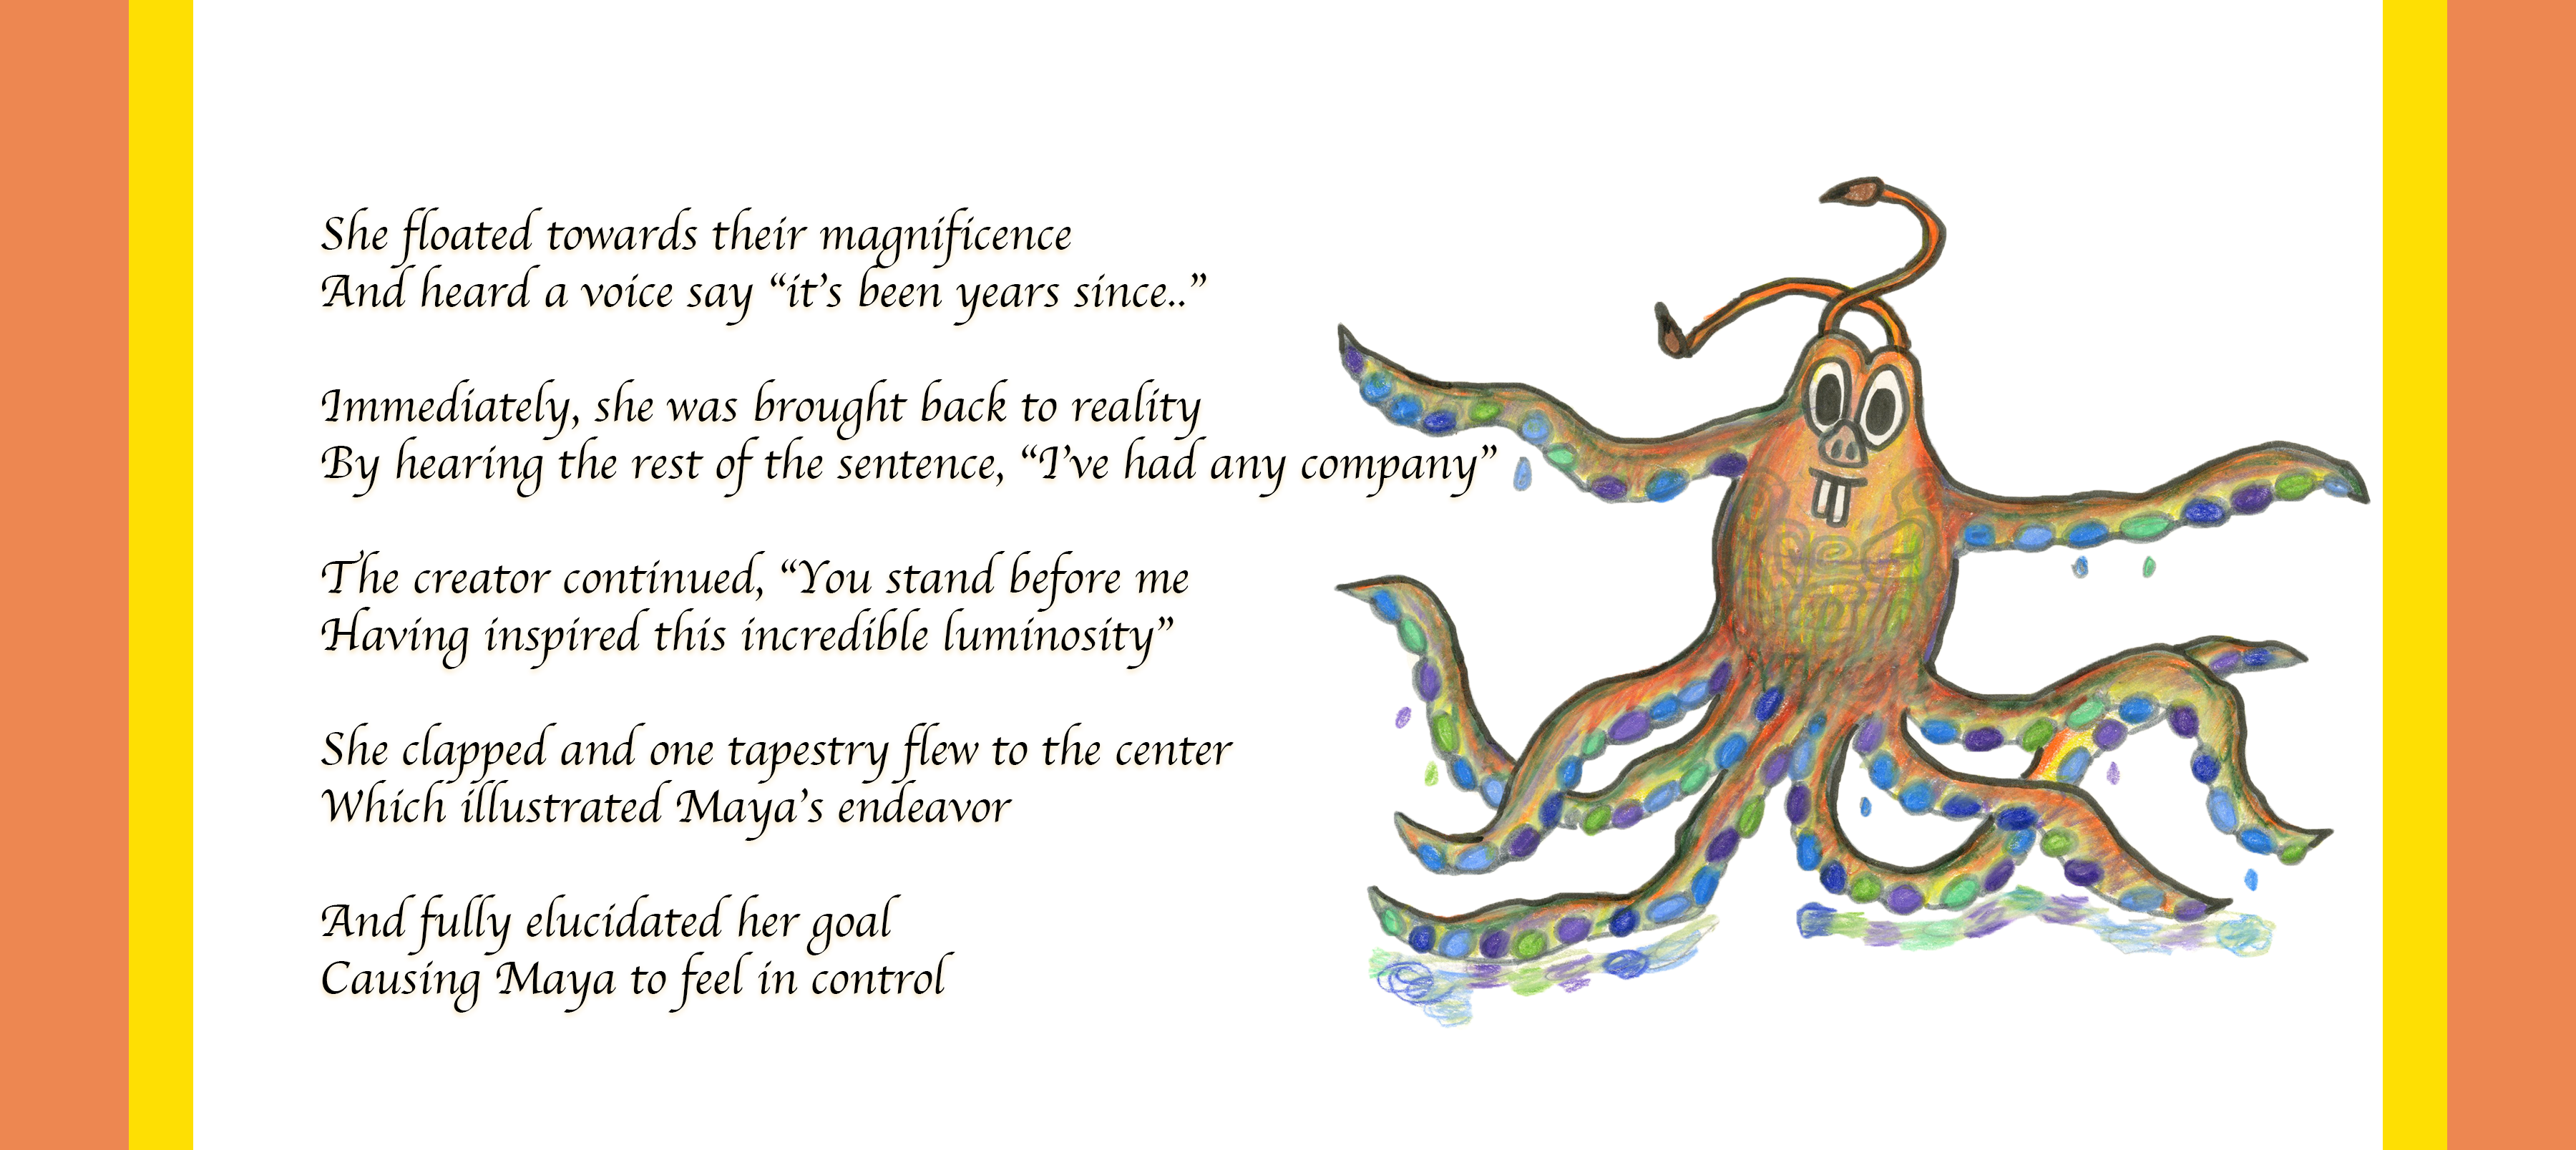 She floated towards their magnificence
And heard a voice say “it’s been years since..”
Immediately, she was brought back to reality
By hearing the rest of the sentence, “I’ve had any company”
The creator continued, “You stand before me
Having inspired this incredible luminosity”
She clapped and one tapestry flew to the center
Which illustrated Maya’s endeavor
And fully elucidated her goal
Causing Maya to feel in control